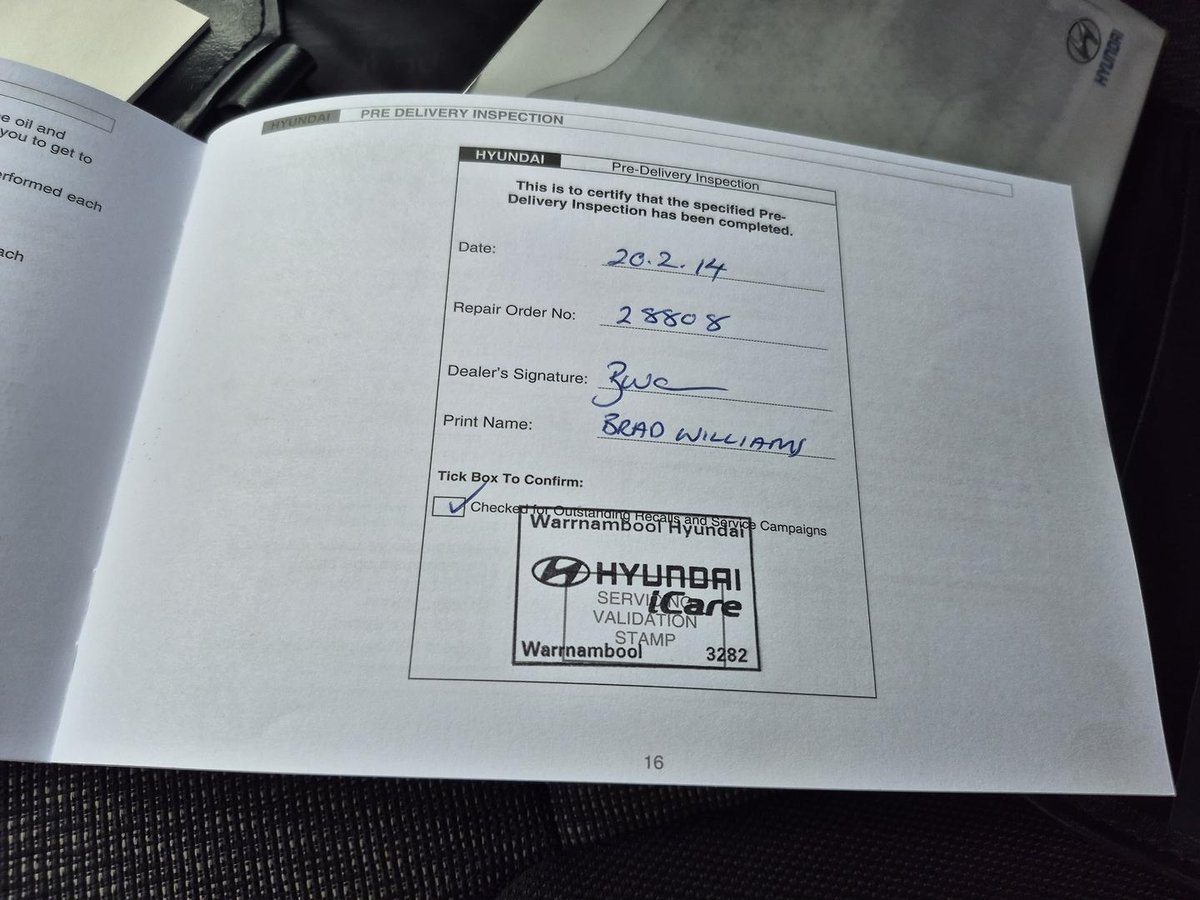 e oil and
you to get to
erformed each
ach
HYUNDAI PRE DELIVERY INSPECTION
HYUNDAI Pre-Delivery Inspection
This is to certify that the specified Pre-
Delivery Inspection has been completed.
Date: 20.2.14
Repair Order No: 28808
Dealer's Signature:
Print Name: BRAD WILLIAMS
Tick Box To Confirm:
Checked for Outstanding Recalls and Service Campaigns
Warrnambool Hyundai
HYUNDAI
iCare
SERVICING
VALIDATION
STAMP
Warrnambool 3282
16
HYUNDAI